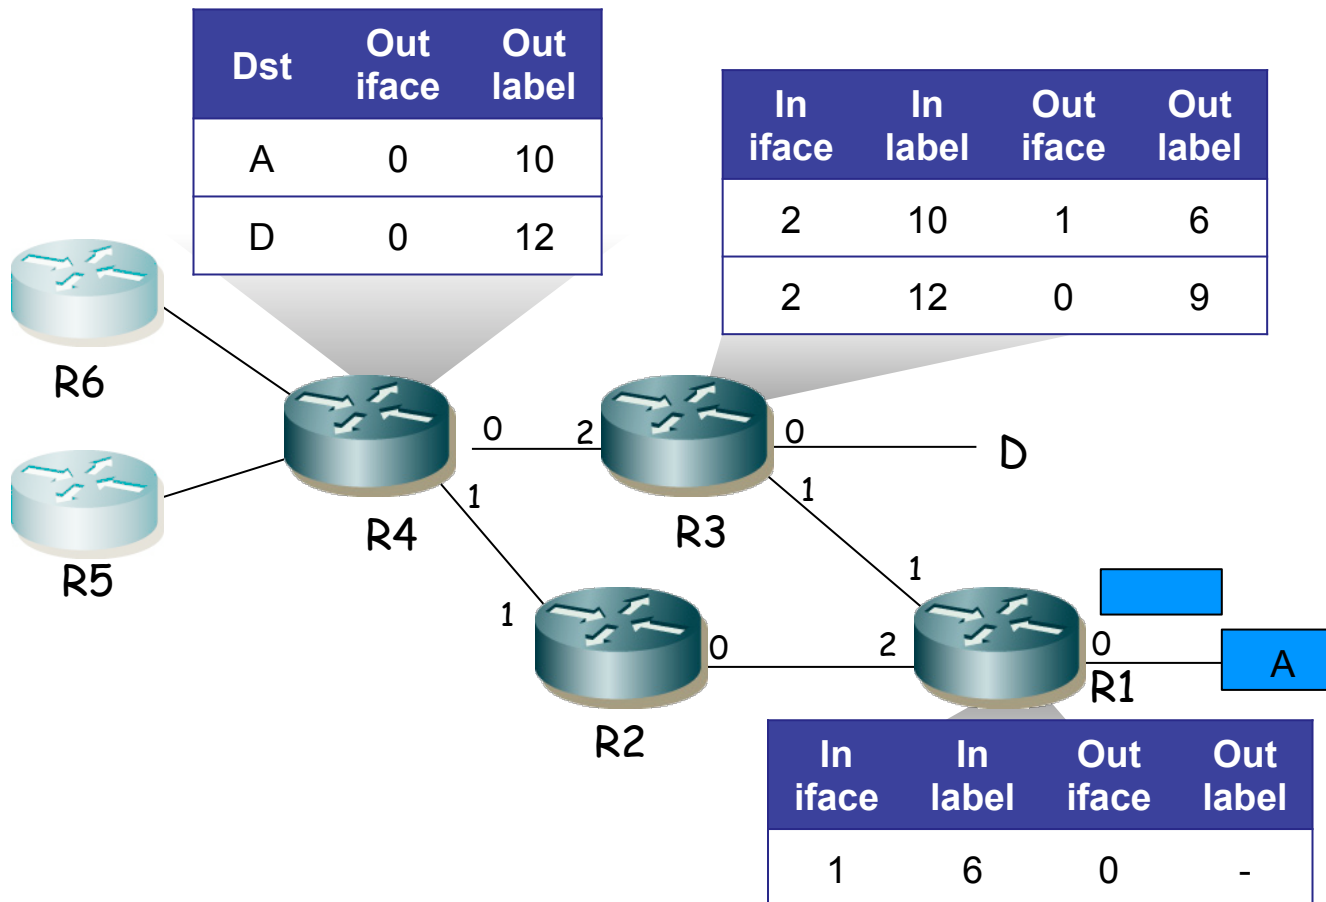 Dst Out iface Out label
A 0 10
D 0 12
In iface In label Out iface Out label
2 10 1 6
2 12 0 9
R6
0 2 0
D
R4
1
R3
1
R5
1
1
R2
0
2
0
R1
A
In iface In label Out iface Out label
1 6 0 -